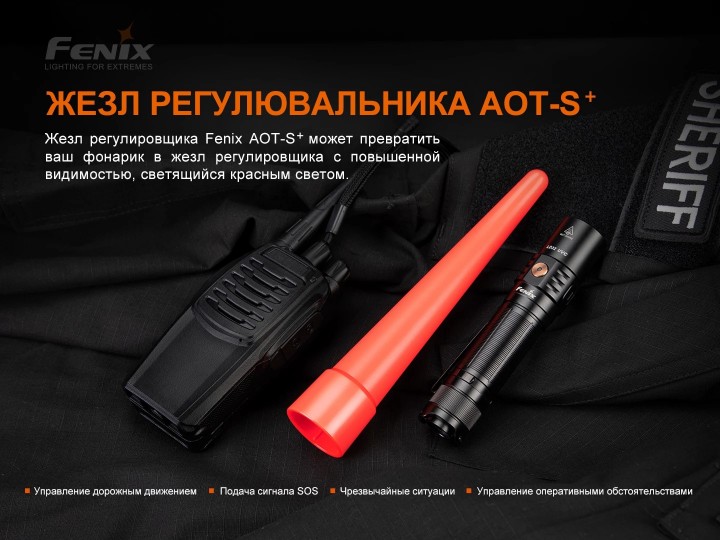 FENIX
LIGHTING FOR EXTREMES
ЖЕЗЛ РЕГУЛЮВАЛЬНИКА AOT-S+
Жезл регулировщика Fenix AOT-S+ может превратить
ваш фонарик в жезл регулировщика с повышенной
видимостью, светящийся красным светом.
SHERIFF
FENIX
Управление дорожным движением
Подача сигнала SOS
Чрезвычайные ситуации
Управление оперативными обстоятельствами